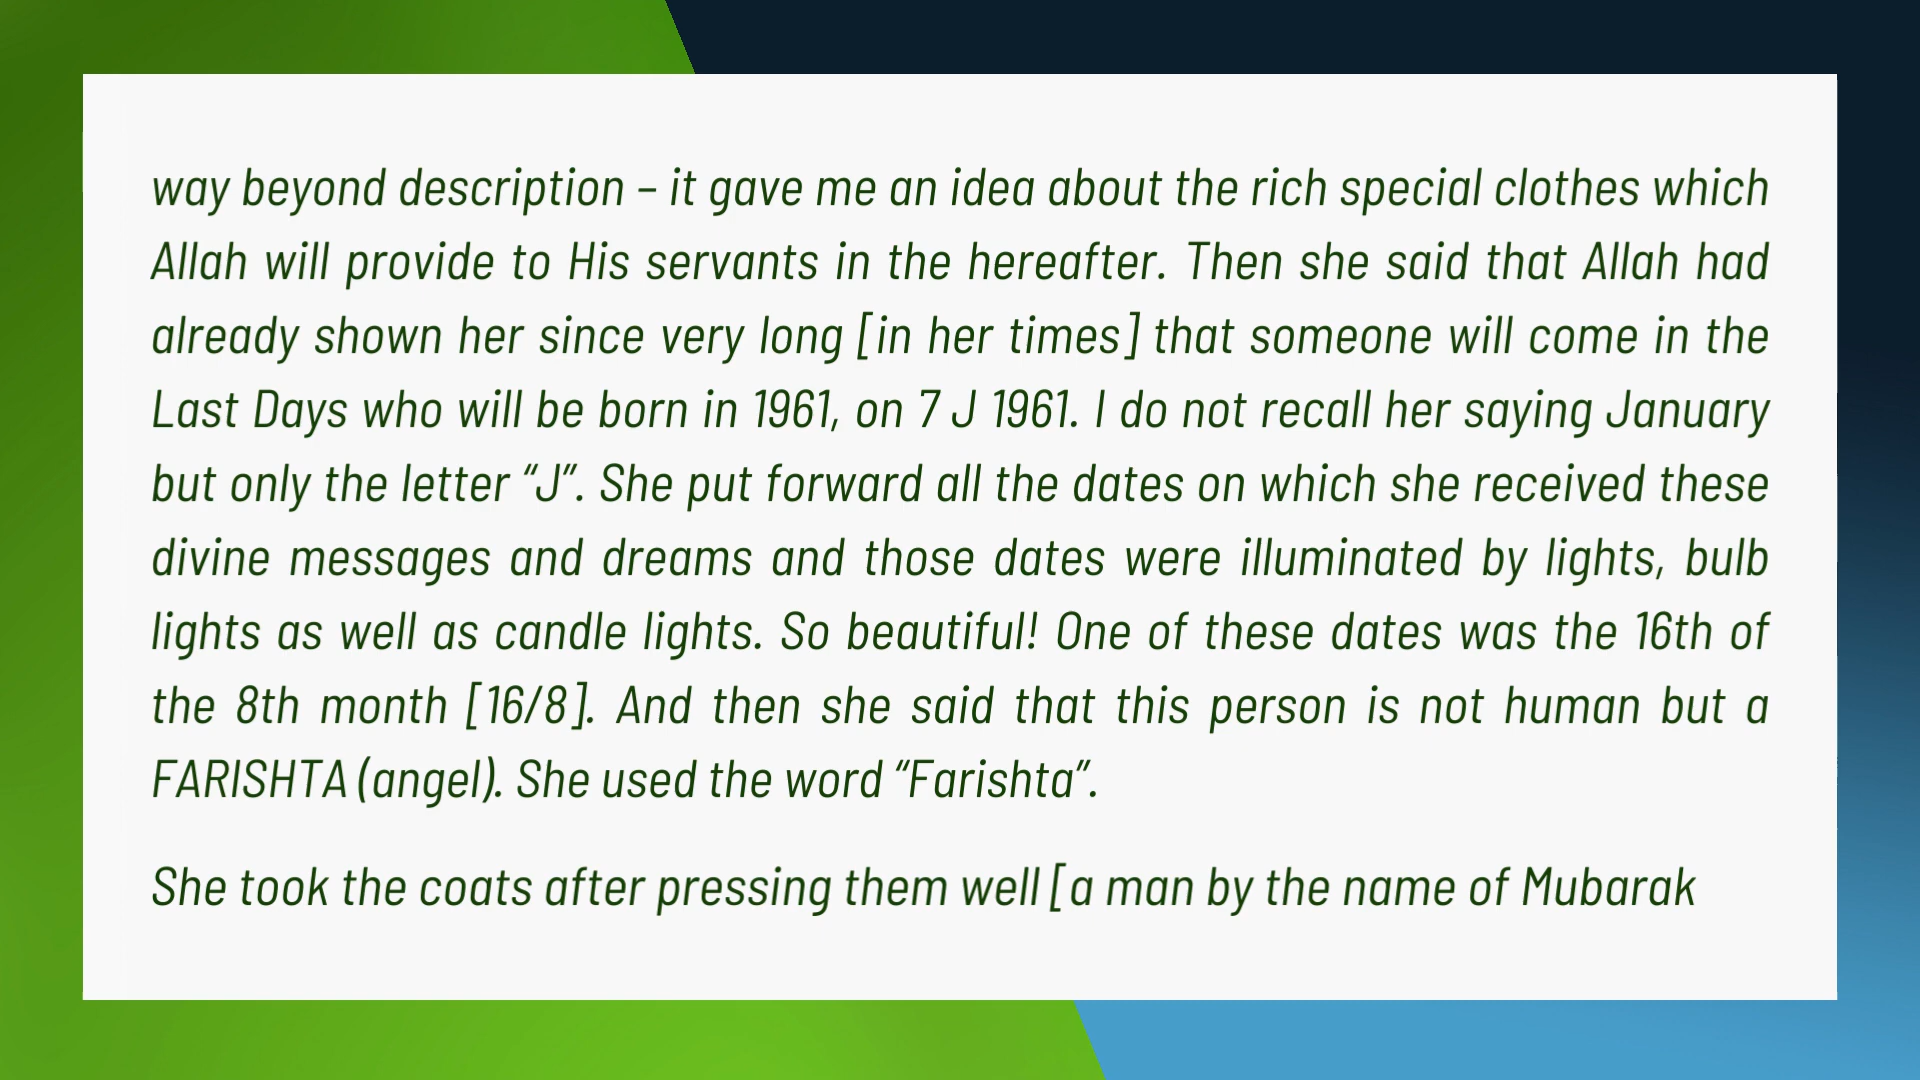 way beyond description – it gave me an idea about the rich special clothes which
Allah will provide to His servants in the hereafter. Then she said that Allah had
already shown her since very long [in her times] that someone will come in the
Last Days who will be born in 1961, on 7 J 1961. I do not recall her saying January
but only the letter “J”. She put forward all the dates on which she received these
divine messages and dreams and those dates were illuminated by lights, bulb
lights as well as candle lights. So beautiful! One of these dates was the 16th of
the 8th month [16/8]. And then she said that this person is not human but a
FARISHTA (angel). She used the word “Farishta”.
She took the coats after pressing them well [a man by the name of Mubarak